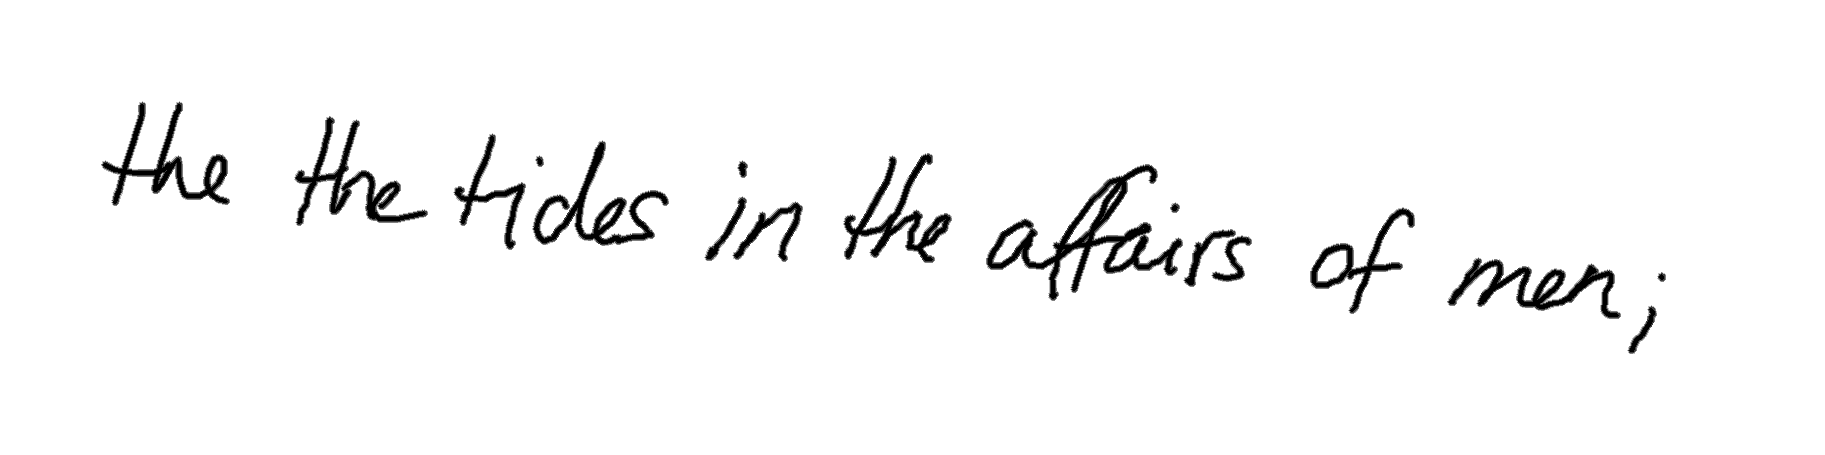 the the tides in the affairs of men;